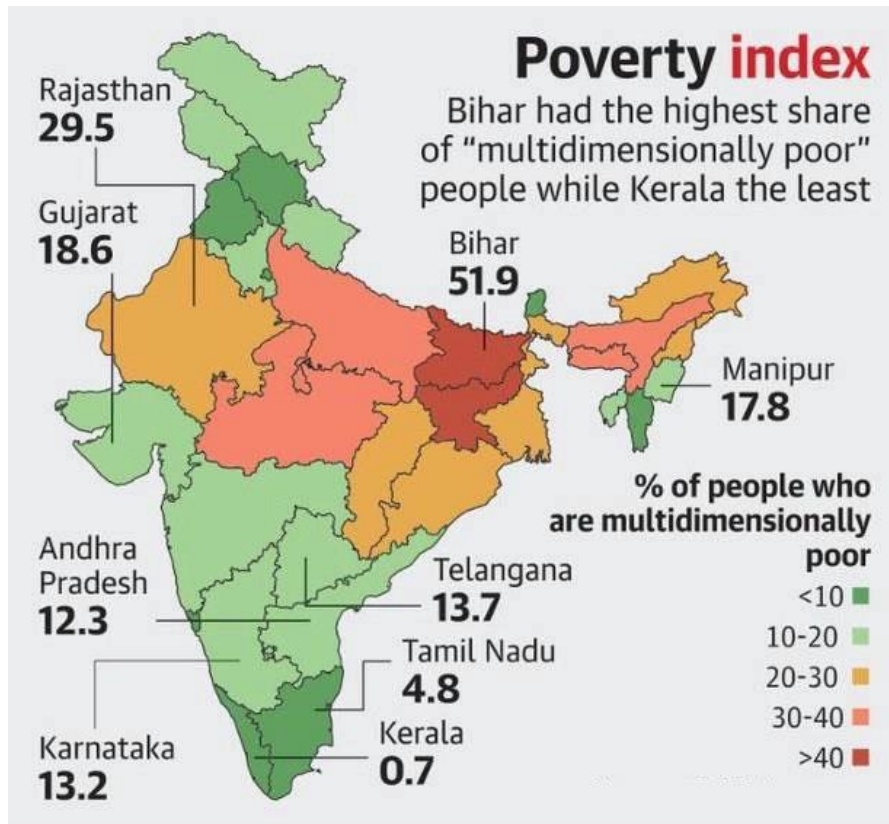 Poverty index
Bihar had the highest share
of “multidimensionally poor”
people while Kerala the least
Rajasthan
29.5
Gujarat
18.6
Bihar
51.9
Manipur
17.8
% of people who
are multidimensionally
poor
<10
10-20
20-30
30-40
>40
Andhra
Pradesh
12.3
Telangana
13.7
Tamil Nadu
4.8
Karnataka
13.2
Kerala
0.7